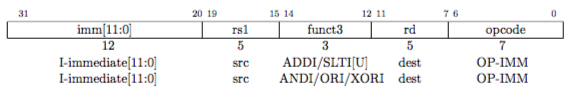 31 20 19 15 14 12 11 7 6 0
imm[11:0] rs1 funct3 rd opcode
12 5 3 5 7
I-immediate[11:0] src ADDI/SLTI[U] dest OP-IMM
I-immediate[11:0] src ANDI/ORI/XORI dest OP-IMM